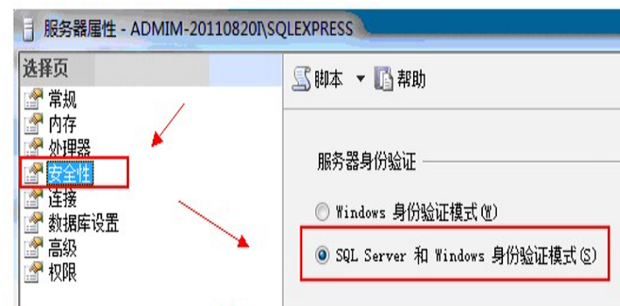 服务器属性 - ADMIM-20110820I\SQLEXPRESS
选择页
常规
内存
处理器
安全性
连接
数据库设置
高级
权限
脚本 帮助
服务器身份验证
Windows 身份验证模式(W)
SQL Server 和 Windows 身份验证模式(S)